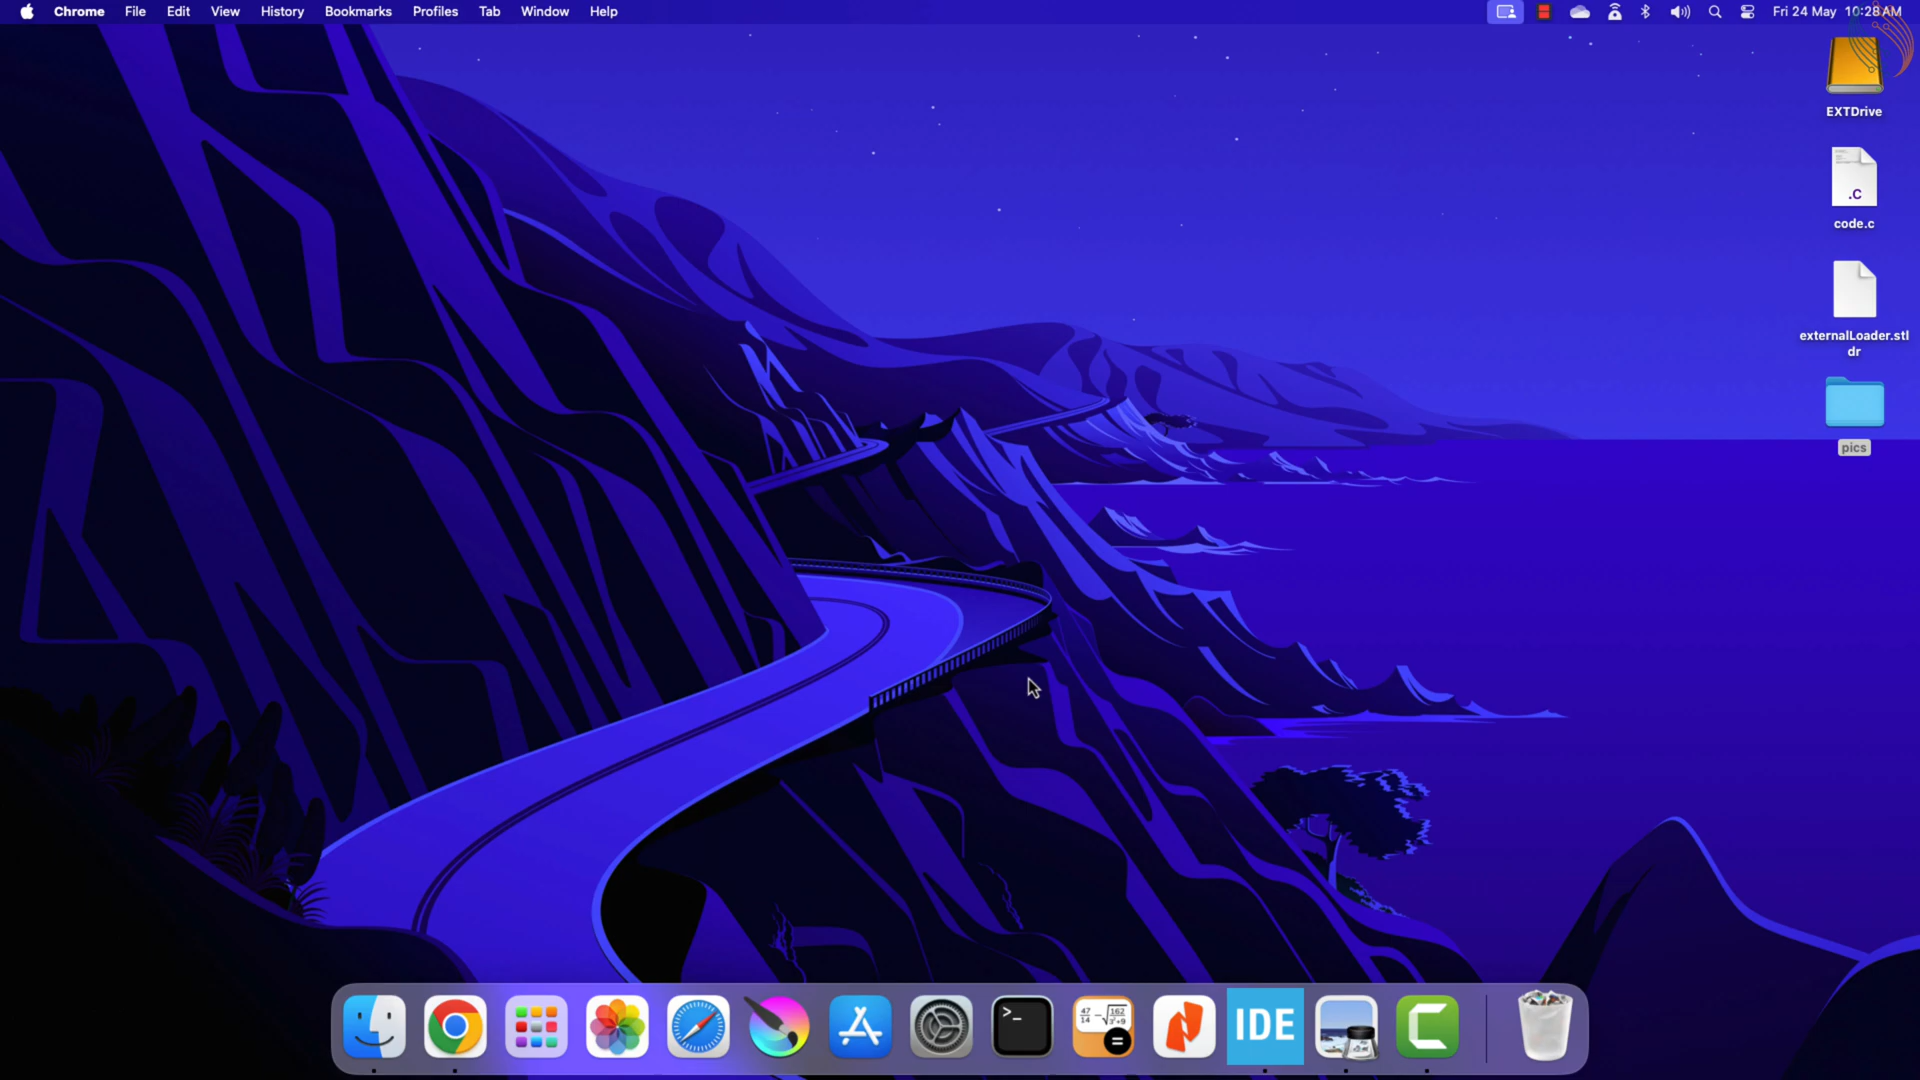 Chrome File Edit View History Bookmarks Profiles Tab Window Help Fri 24 May 10:28 AM
EXTDrive
.C
code.c
externalLoader.stl
dr
pics
>_
IDE